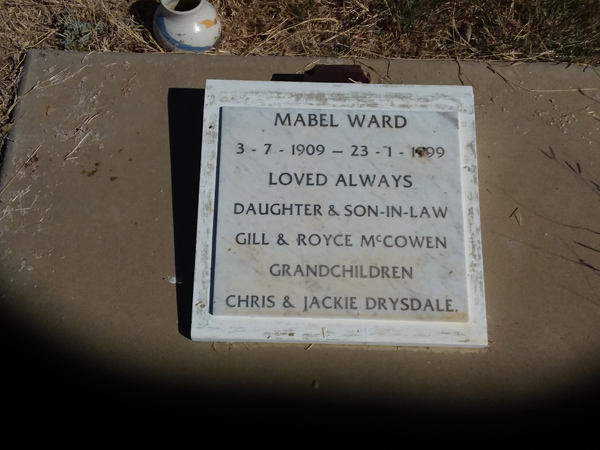 MABEL WARD
3 - 7 - 1909 — 23 - 1 - 1999
LOVED ALWAYS
DAUGHTER & SON-IN-LAW
GILL & ROYCE McCOWEN
GRANDCHILDREN
CHRIS & JACKIE DRYSDALE.